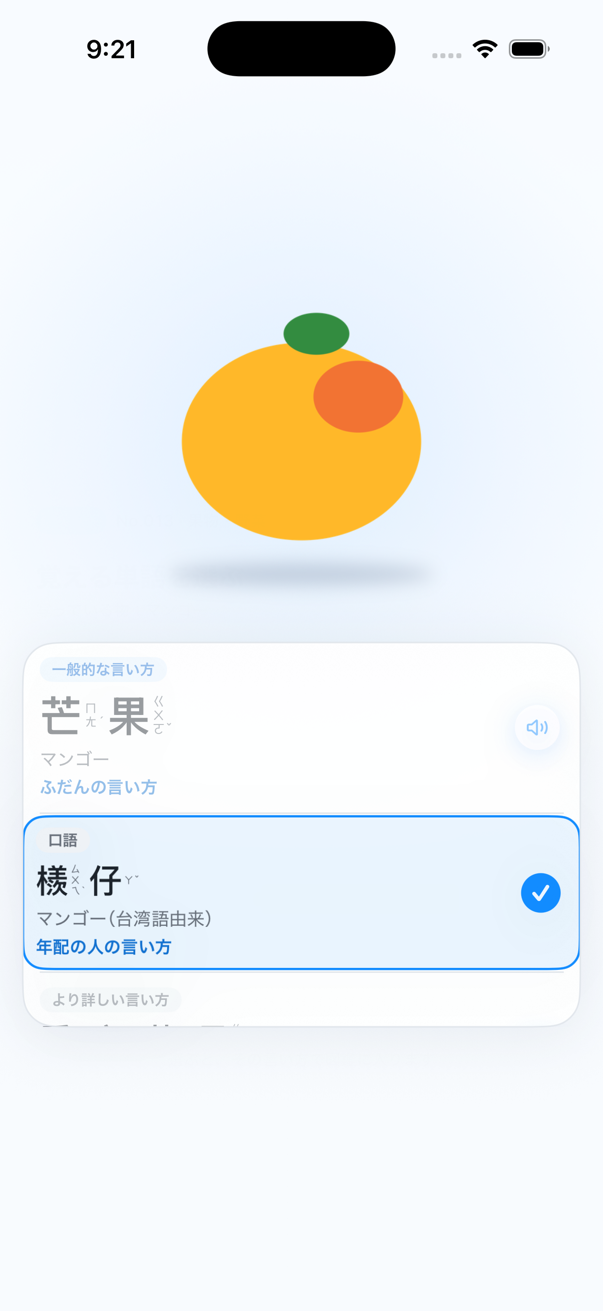 9:21
一般的な言い方
芒ㄇㄤˊ果ㄍㄨㄛˇ
マンゴー
ふだんの言い方
口語
檨ㄙㄨㄟ仔ㄚˇ
マンゴー(台湾語由来)
年配の人の言い方
より詳しい言い方